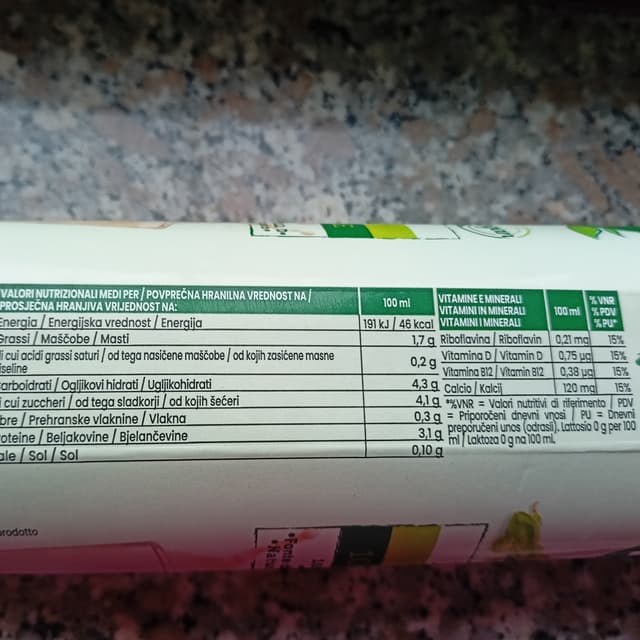 VALORI NUTRIZIONALI MEDI PER / POVPREČNA HRANILNA VREDNOST NA /
PROSJEČNA HRANJIVA VRIJEDNOST NA:
100 ml
Energia / Energijska vrednost / Energija
191 kJ / 46 kcal
Grassi / Maščobe / Masti
1,7 g
di cui acidi grassi saturi / od tega nasičene maščobe / od kojih zasićene masne
0,2 g
Carboidrati / Ogljikovi hidrati / Ugljikohidrati
4,3 g
di cui zuccheri / od tega sladkorji / od kojih šećeri
4,1 g
/ Prehranske vlaknine / Vlakna
0,3 g
/ Beljakovine / Bjelančevine
3,1 g
/ Sol / Sol
0,10 g
VITAMINE E MINERALI
VITAMINI IN MINERALI
VITAMINI I MINERALI
100 ml
% VNR
% PDV
% PU*
Riboflavina / Riboflavin 0,21 mg 15%
Vitamina D / Vitamin D 0,75 µg 15%
Vitamina B12 / Vitamin B12 0,38 µg 15%
Calcio / Kalcij 120 mg 15%
*%VNR = Valori nutritivi di riferimento / PDV
= Priporočeni dnevni vnosi / PU = Dnevni
preporučeni unos (odrasli). Lattosio 0 g per 100
ml / Laktoza 0 g na 100 mL
prodotto